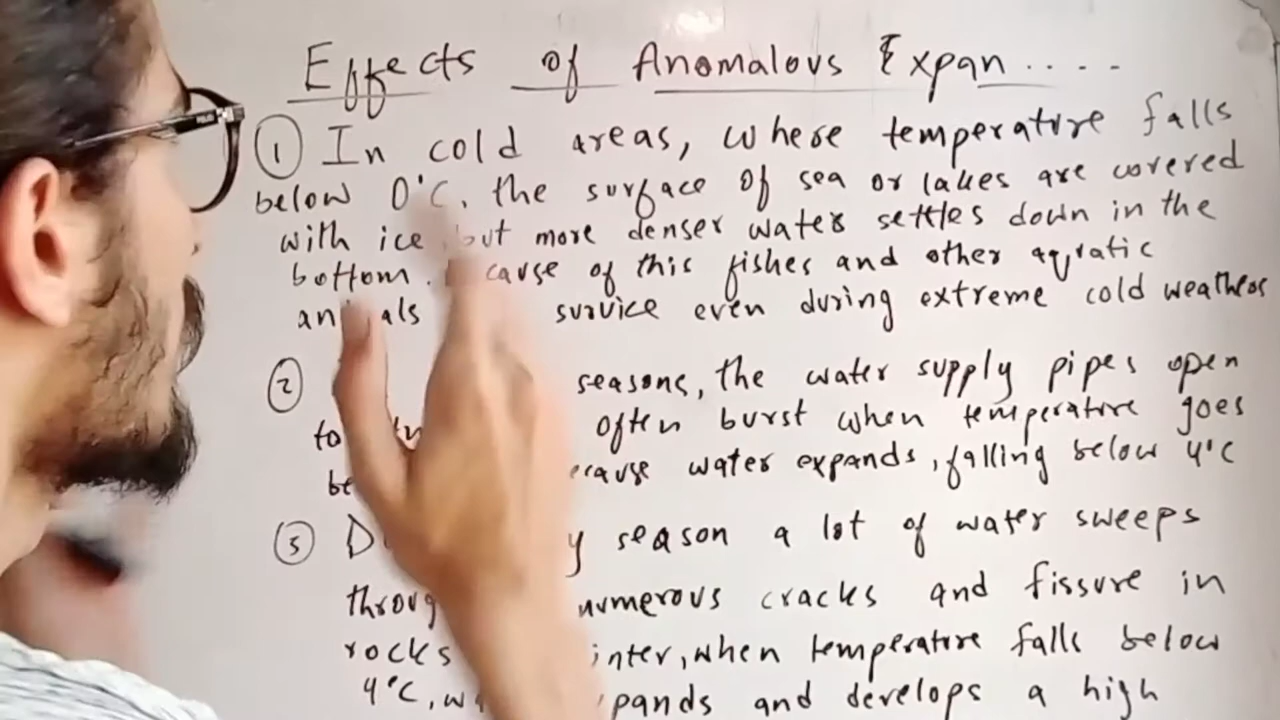 Effects of Anomalous Expan....
① In cold areas, where temperature falls
below 0°C, the surface of sea or lakes are covered
with ice but more denser water settles down in the
bottom. cause of this fishes and other aquatic
an als survice even during extreme cold weather
② seasons, the water supply pipes open
to often burst when temperature goes
be ecause water expands, falling below 4°C
③ D y season a lot of water sweeps
throug numerous cracks and fissure in
rocks inter, when temperature falls below
4°C, wa pands and develops a high